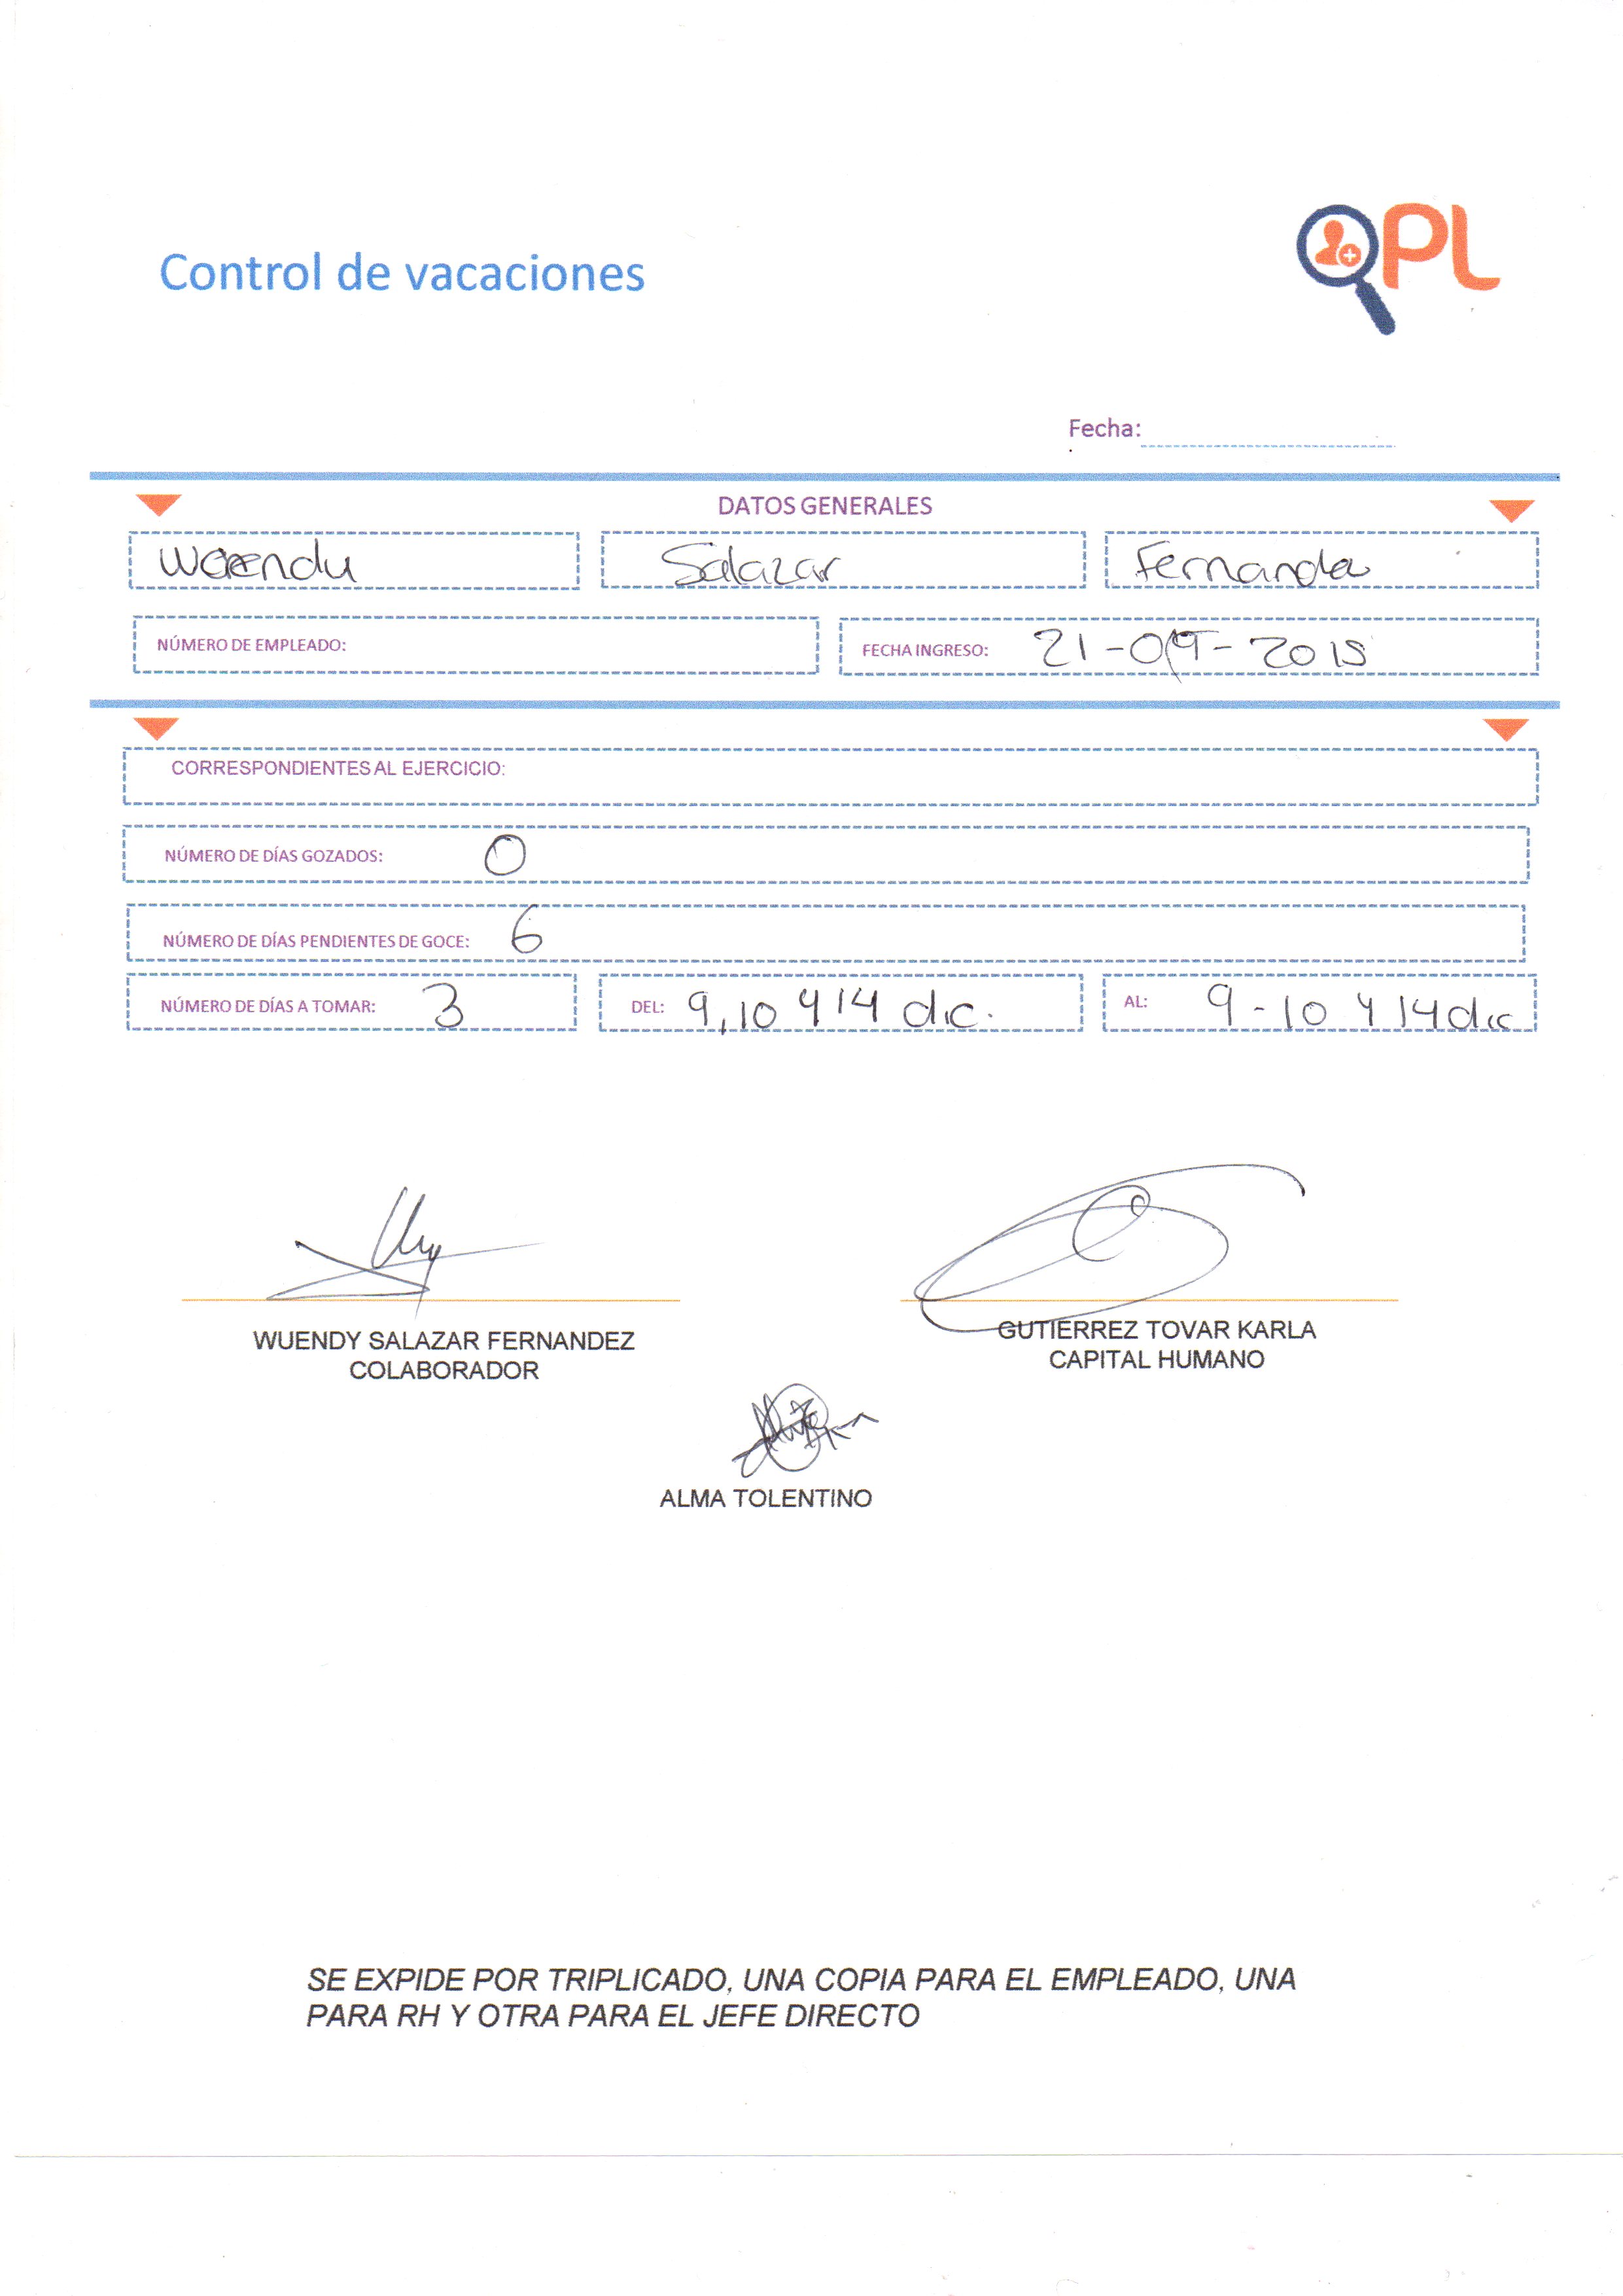 QPL
Control de vacaciones
Fecha:
DATOS GENERALES
Salazar Fernanda
NÚMERO DE EMPLEADO: FECHA INGRESO: 21-OCT-2015
CORRESPONDIENTES AL EJERCICIO:
NÚMERO DE DÍAS GOZADOS: 0
NÚMERO DE DÍAS PENDIENTES DE GOCE: 6
NÚMERO DE DÍAS A TOMAR: 3 DEL: 9,10 y 14 dic. AL: 9-10 y 14 dic
WUENDY SALAZAR FERNANDEZ GUTIERREZ TOVAR KARLA
COLABORADOR CAPITAL HUMANO
ALMA TOLENTINO
SE EXPIDE POR TRIPLICADO, UNA COPIA PARA EL EMPLEADO, UNA
PARA RH Y OTRA PARA EL JEFE DIRECTO